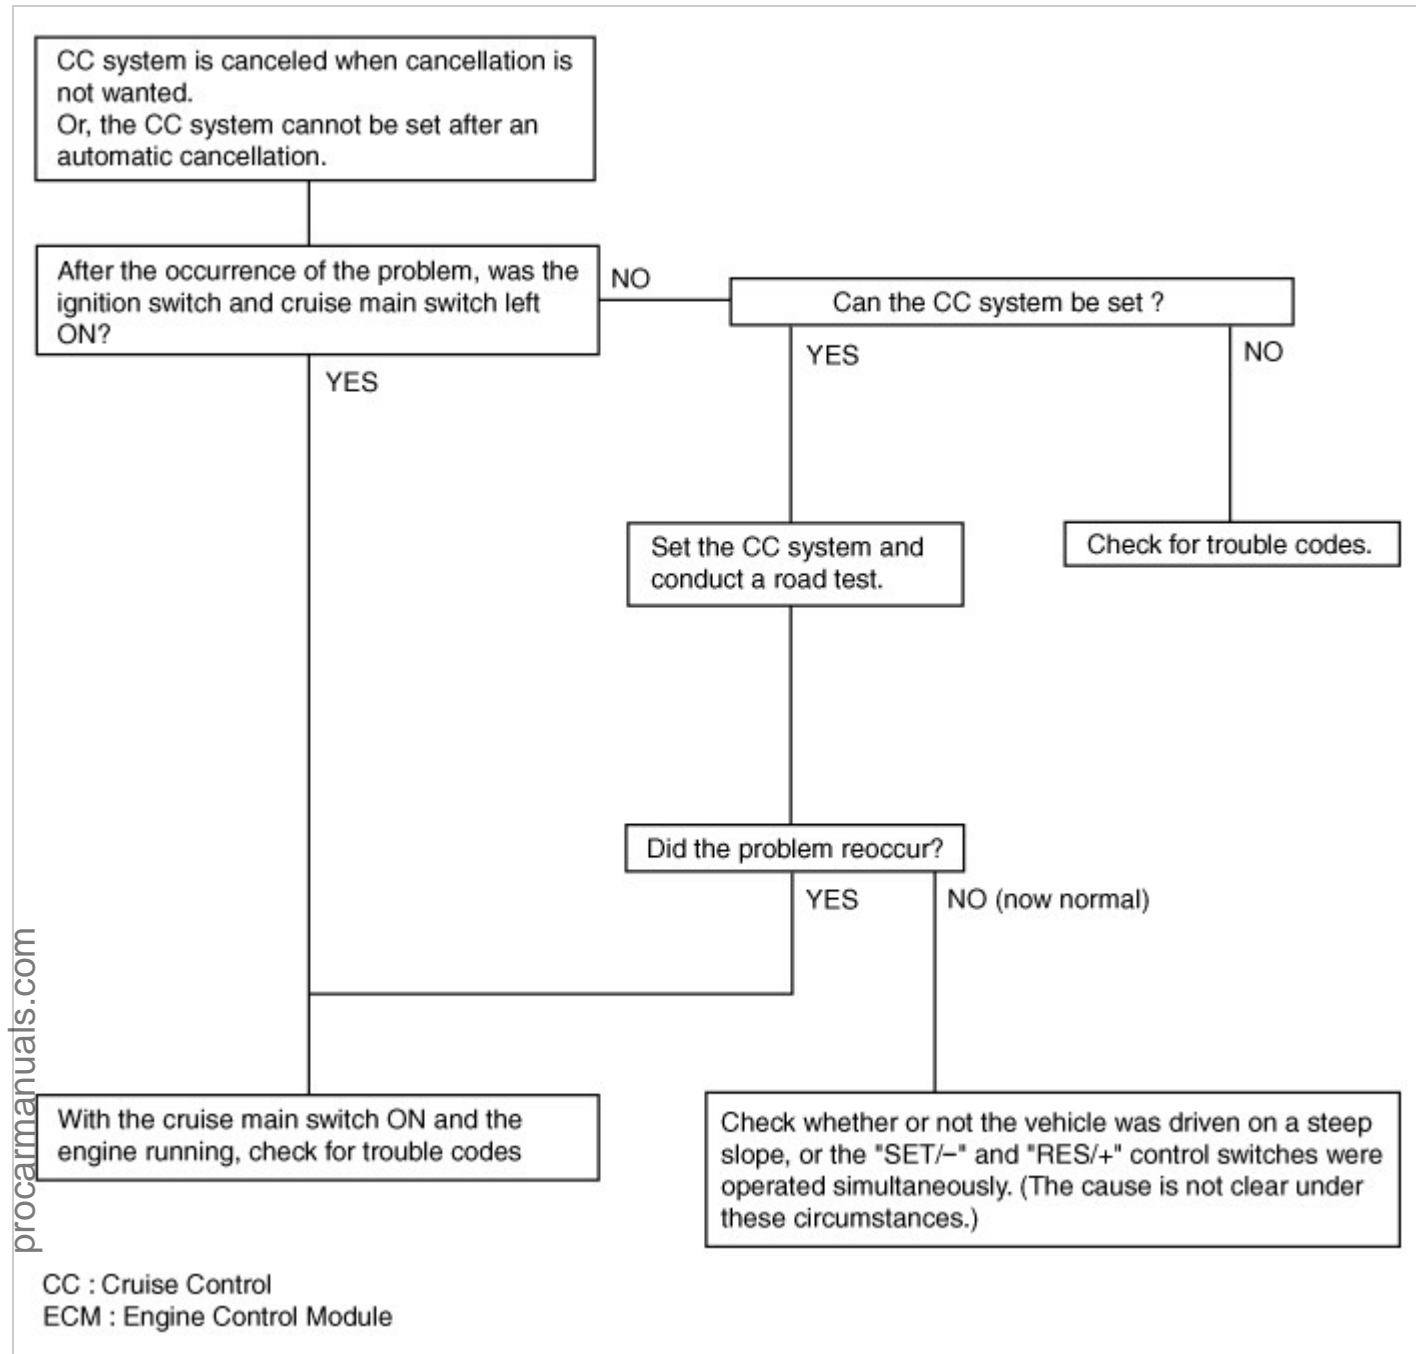 CC system is canceled when cancellation is
not wanted.
Or, the CC system cannot be set after an
automatic cancellation.
After the occurrence of the problem, was the
ignition switch and cruise main switch left
ON?
NO
Can the CC system be set ?
YES
YES
NO
Set the CC system and
conduct a road test.
Check for trouble codes.
Did the problem reoccur?
YES
NO (now normal)
With the cruise main switch ON and the
engine running, check for trouble codes
Check whether or not the vehicle was driven on a steep
slope, or the "SET/−" and "RES/+" control switches were
operated simultaneously. (The cause is not clear under
these circumstances.)
procarmanuals.com
CC : Cruise Control
ECM : Engine Control Module